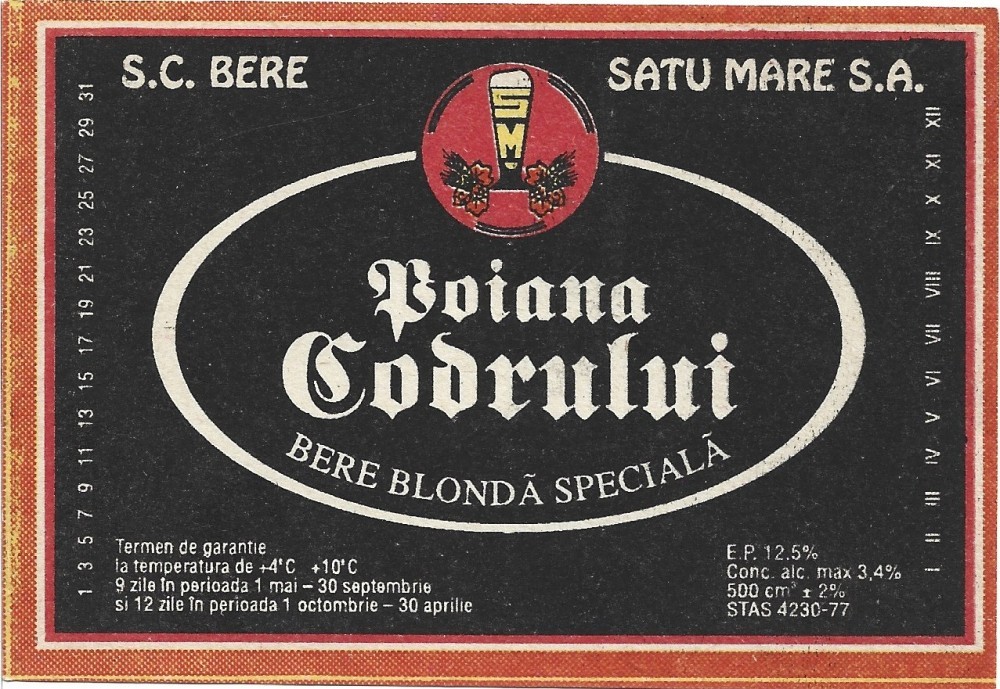 S.C. BERE
SATU MARE S.A.
SM
Poiana
Codrului
BERE BLONDÃ SPECIALÃ
Termen de garantie
la temperatura de +4°C +10°C
9 zile în perioada 1 mai – 30 septembrie
si 12 zile în perioada 1 octombrie – 30 aprilie
E.P. 12.5%
Conc. alc. max 3,4%
500 cm³ ± 2%
STAS 4230-77
1 3 5 7 9 11 13 15 17 19 21 23 25 27 29 31
I II III IV V VI VII VIII XI X IX XII